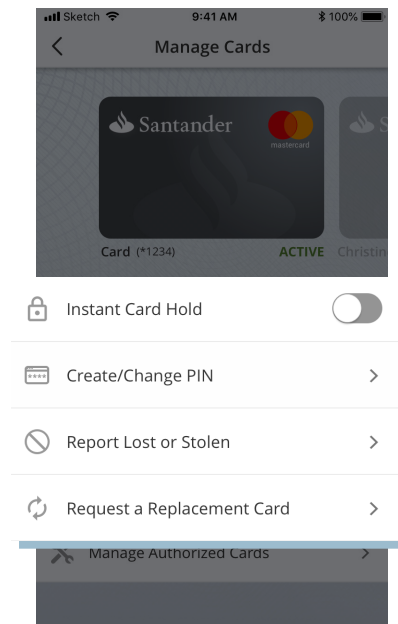 Sketch 9:41 AM 100%
Manage Cards
Santander S
mastercard
Card (*1234) ACTIVE Christin
Instant Card Hold
****
Create/Change PIN
Report Lost or Stolen
Request a Replacement Card
Manage Authorized Cards